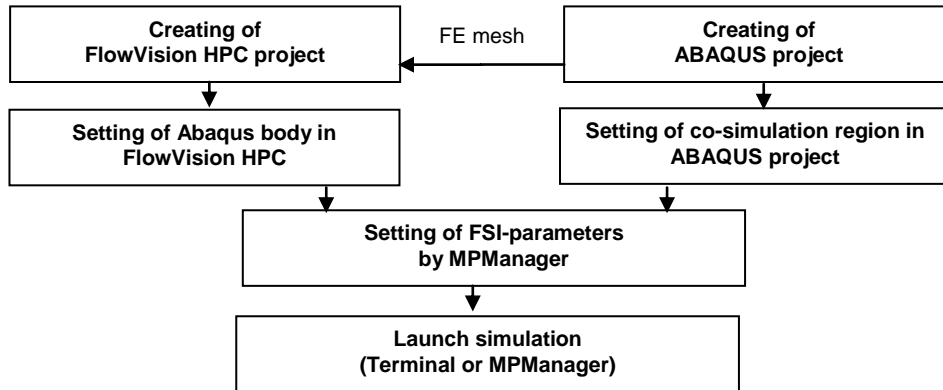 Creating of
FlowVision HPC project
FE mesh
Creating of
ABAQUS project
Setting of Abaqus body in
FlowVision HPC
Setting of co-simulation region in
ABAQUS project
Setting of FSI-parameters
by MPManager
Launch simulation
(Terminal or MPManager)